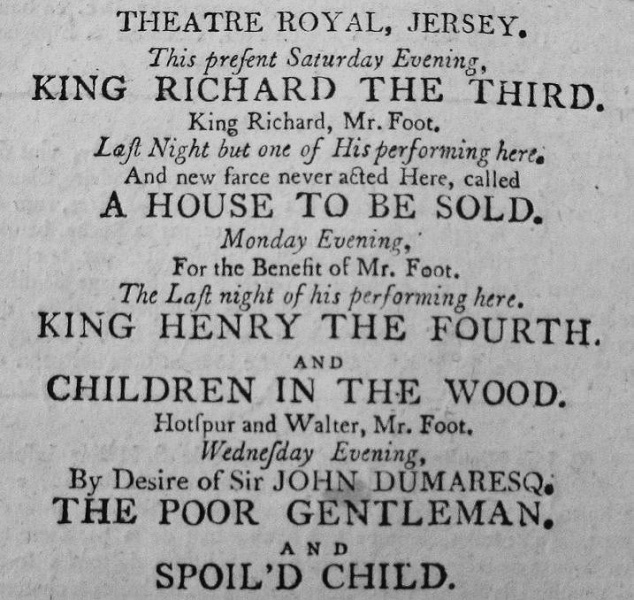 THEATRE ROYAL, JERSEY.
This preſent Saturday Evening,
KING RICHARD THE THIRD.
King Richard, Mr. Foot.
Laſt Night but one of His performing here.
And new farce never acted Here, called
A HOUSE TO BE SOLD.
Monday Evening,
For the Benefit of Mr. Foot.
The Laſt night of his performing here.
KING HENRY THE FOURTH.
AND
CHILDREN IN THE WOOD.
Hotſpur and Walter, Mr. Foot.
Wedneſday Evening,
By Desire of Sir JOHN DUMARESQ.
THE POOR GENTLEMAN.
AND
SPOIL'D CHILD.